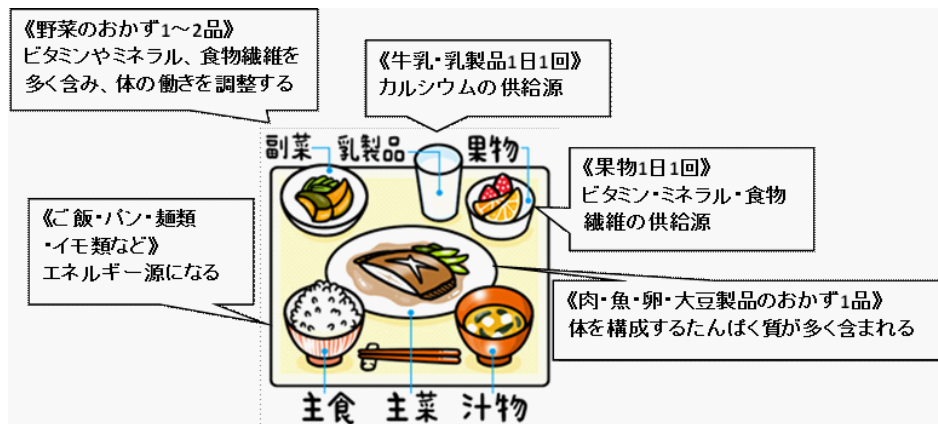 《野菜のおかず1～2品》
ビタミンやミネラル、食物繊維を
多く含み、体の働きを調整する
《牛乳・乳製品1日1回》
カルシウムの供給源
副菜
乳製品
果物
《果物1日1回》
ビタミン・ミネラル・食物
繊維の供給源
《ご飯・パン・麺類
・イモ類など》
エネルギー源になる
《肉・魚・卵・大豆製品のおかず1品》
体を構成するたんぱく質が多く含まれる
主食
主菜
汁物